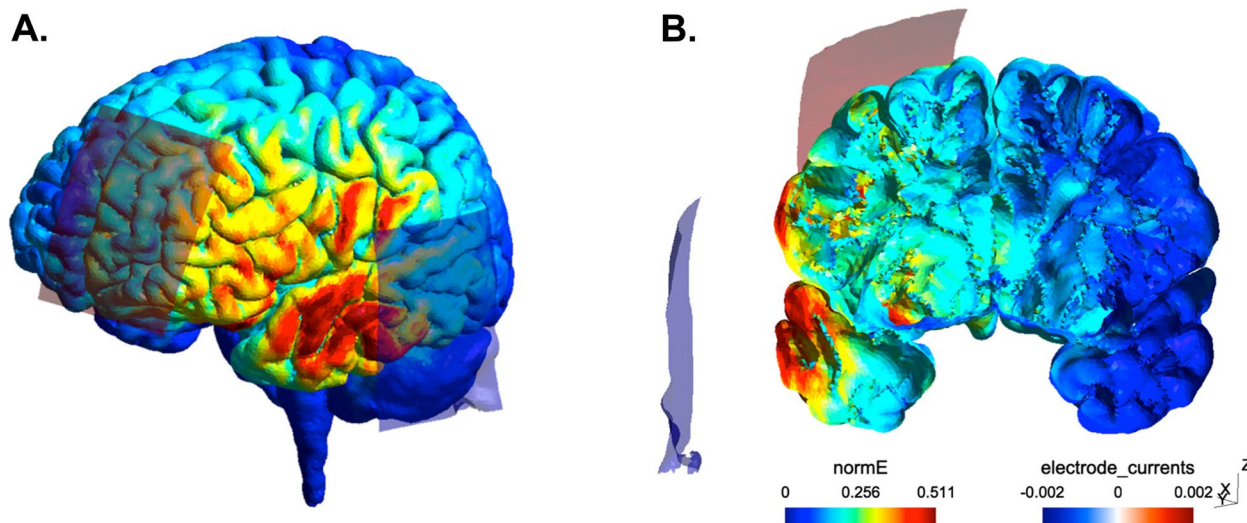 A.
B.
normE
0 0.256 0.511
electrode_currents
-0.002 0 0.002
Z
X
Y